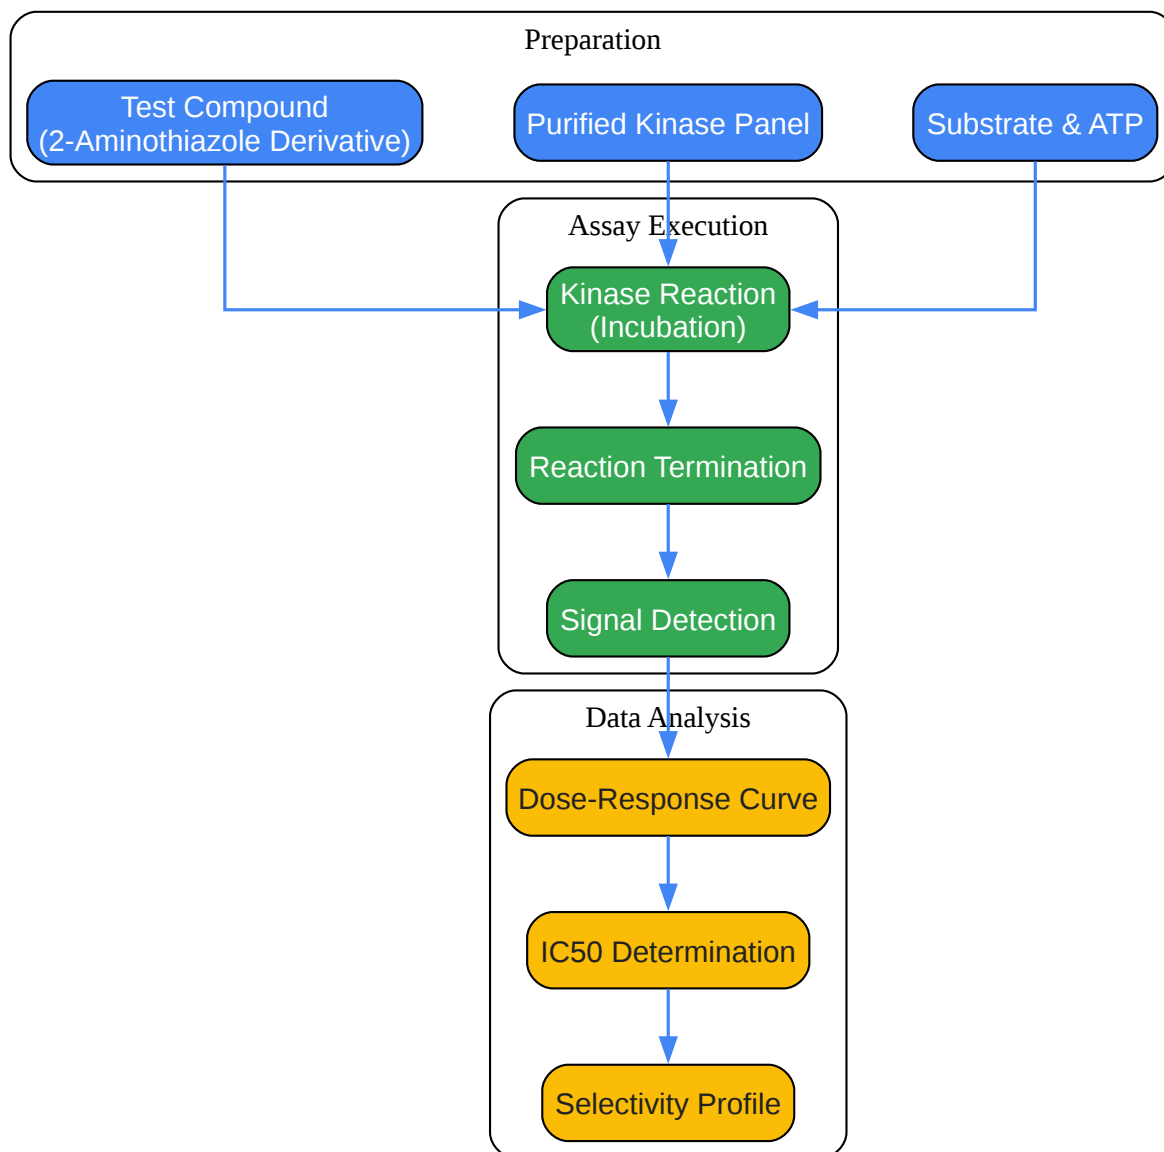 Preparation
Test Compound
(2-Aminothiazole Derivative)
Purified Kinase Panel
Substrate & ATP
Assay Execution
Kinase Reaction
(Incubation)
Reaction Termination
Signal Detection
Data Analysis
Dose-Response Curve
IC50 Determination
Selectivity Profile